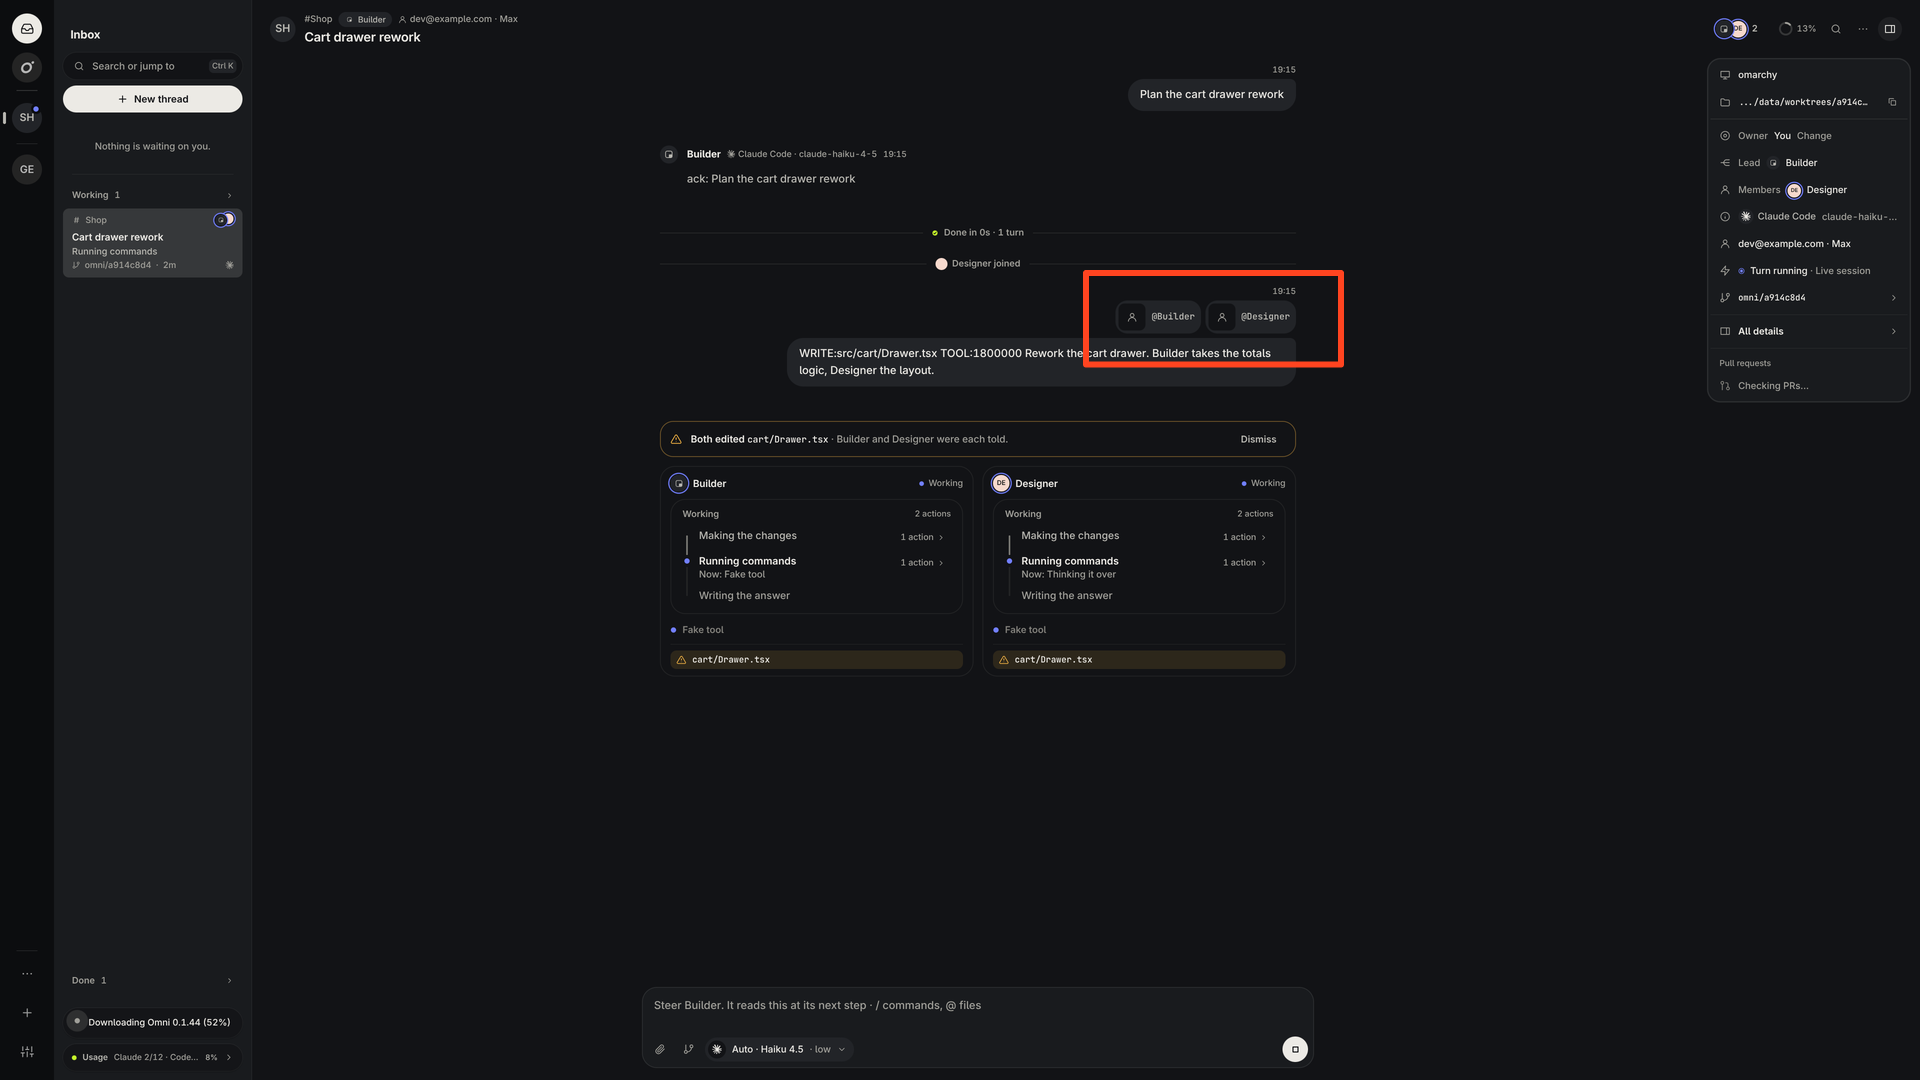 Inbox
Search or jump to Ctrl K
+ New thread
Nothing is waiting on you.
Working 1
# Shop
Cart drawer rework
Running commands
omni/a914c8d4 · 2m
Done 1
Downloading Omni 0.1.44 (52%)
Usage Claude 2/12 · Code... 8%
SH
GE
SH
#Shop Builder dev@example.com · Max
Cart drawer rework
DE 2 13%
19:15
Plan the cart drawer rework
Builder Claude Code · claude-haiku-4-5 19:15
ack: Plan the cart drawer rework
Done in 0s · 1 turn
Designer joined
19:15
@Builder @Designer
WRITE:src/cart/Drawer.tsx TOOL:1800000 Rework the cart drawer. Builder takes the totals
logic, Designer the layout.
Both edited cart/Drawer.tsx · Builder and Designer were each told. Dismiss
Builder Working
Working 2 actions
Making the changes 1 action
Running commands 1 action
Now: Fake tool
Writing the answer
Fake tool
cart/Drawer.tsx
DE Designer Working
Working 2 actions
Making the changes 1 action
Running commands 1 action
Now: Thinking it over
Writing the answer
Fake tool
cart/Drawer.tsx
Steer Builder. It reads this at its next step · / commands, @ files
Auto · Haiku 4.5 · low
omarchy
.../data/worktrees/a914c...
Owner You Change
Lead Builder
Members DE Designer
Claude Code claude-haiku-...
dev@example.com · Max
Turn running · Live session
omni/a914c8d4
All details
Pull requests
Checking PRs...